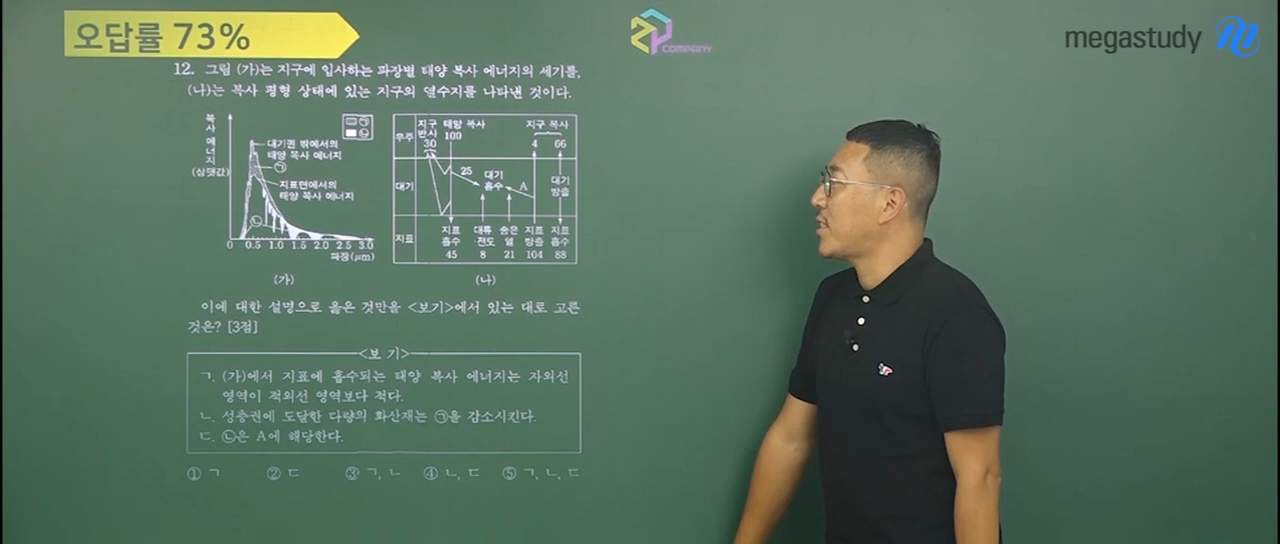 오답률 73%
ZP COMPANY
megastudy
12. 그림 (가)는 지구에 입사하는 파장별 태양 복사 에너지의 세기를,
(나)는 복사 평형 상태에 있는 지구의 열수지를 나타낸 것이다.
복사 에너지 (상댓값)
㉠
㉡
대기권 밖에서의
태양 복사 에너지
㉠
지표면에서의
태양 복사 에너지
㉡
0 0.5 1.0 1.5 2.0 2.5 3.0
파장(μm)
(가)
우주
지구 반사 30
태양 복사 100
지구 복사
4 66
대기
25
대기 흡수
A
대기 방출
지표
지표 흡수 45
대류 전도 8
숨은 열 21
지표 방출 104
지표 흡수 88
(나)
이에 대한 설명으로 옳은 것만을 <보기>에서 있는 대로 고른
것은? [3점]
<보 기>
ㄱ. (가)에서 지표에 흡수되는 태양 복사 에너지는 자외선
영역이 적외선 영역보다 적다.
ㄴ. 성층권에 도달한 다량의 화산재는 ㉠을 감소시킨다.
ㄷ. ㉡은 A에 해당한다.
① ㄱ ② ㄷ ③ ㄱ, ㄴ ④ ㄴ, ㄷ ⑤ ㄱ, ㄴ, ㄷ